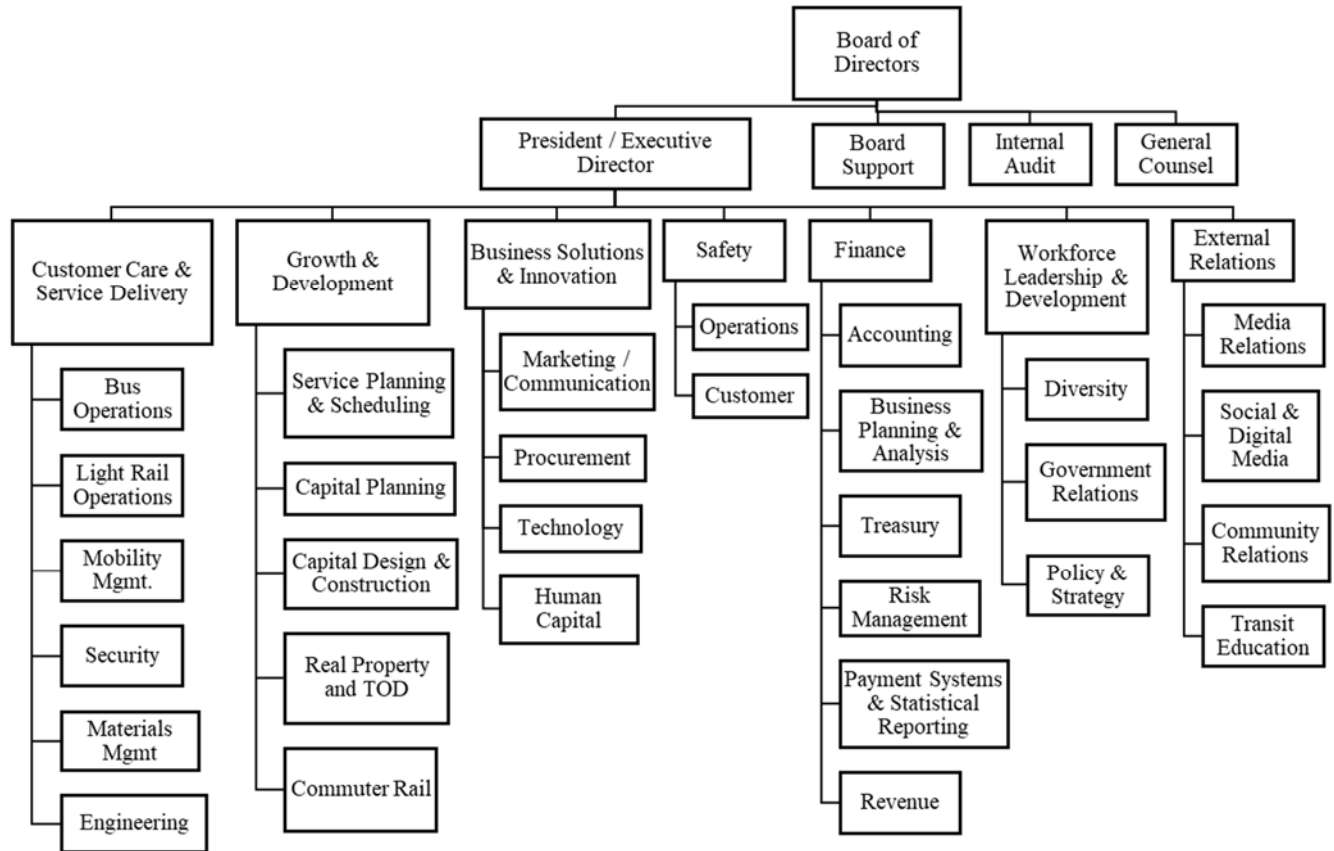 Board of
Directors
President / Executive
Director
Board
Support
Internal
Audit
General
Counsel
Customer Care &
Service Delivery
Growth &
Development
Business Solutions
& Innovation
Safety
Finance
Workforce
Leadership &
Development
External
Relations
Bus
Operations
Light Rail
Operations
Mobility
Mgmt.
Security
Materials
Mgmt
Engineering
Service Planning
& Scheduling
Capital Planning
Capital Design &
Construction
Real Property
and TOD
Commuter Rail
Marketing /
Communication
Procurement
Technology
Human
Capital
Operations
Customer
Accounting
Business
Planning &
Analysis
Treasury
Risk
Management
Payment Systems
& Statistical
Reporting
Revenue
Diversity
Government
Relations
Policy &
Strategy
Media
Relations
Social &
Digital
Media
Community
Relations
Transit
Education